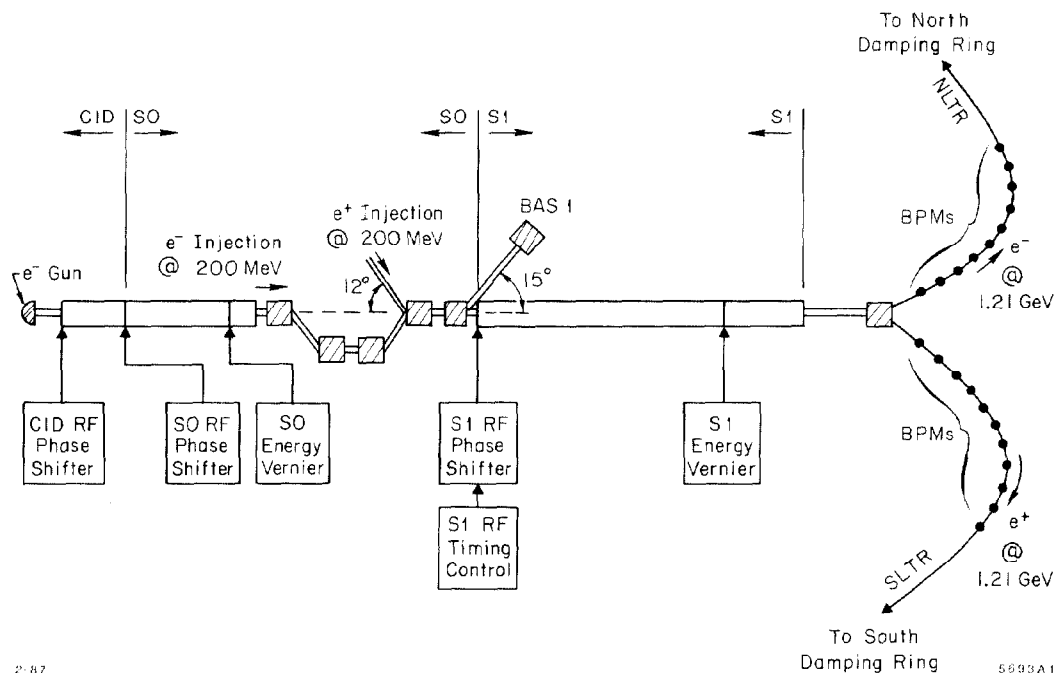 To North
Damping Ring
NLTR
CID
SO
SO
S1
S1
BPMs
e⁻
@
1.21 GeV
e⁺ Injection
@ 200 MeV
BAS 1
e⁻ Injection
@ 200 MeV
12°
15°
e⁻ Gun
CID RF
Phase
Shifter
SO RF
Phase
Shifter
SO
Energy
Vernier
S1 RF
Phase
Shifter
S1
Energy
Vernier
S1 RF
Timing
Control
BPMs
e⁺
@
1.21 GeV
SLTR
To South
Damping Ring
2-87
5693A1